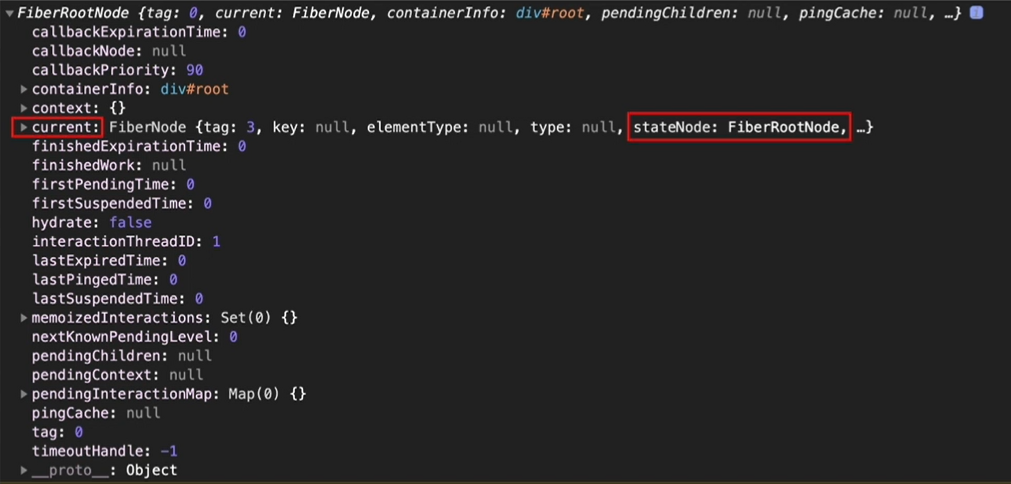 FiberRootNode {tag: 0, current: FiberNode, containerInfo: div#root, pendingChildren: null, pingCache: null, …} i
callbackExpirationTime: 0
callbackNode: null
callbackPriority: 90
containerInfo: div#root
context: {}
current: FiberNode {tag: 3, key: null, elementType: null, type: null, stateNode: FiberRootNode, …}
finishedExpirationTime: 0
finishedWork: null
firstPendingTime: 0
firstSuspendedTime: 0
hydrate: false
interactionThreadID: 1
lastExpiredTime: 0
lastPingedTime: 0
lastSuspendedTime: 0
memoizedInteractions: Set(0) {}
nextKnownPendingLevel: 0
pendingChildren: null
pendingContext: null
pendingInteractionMap: Map(0) {}
pingCache: null
tag: 0
timeoutHandle: -1
__proto__: Object